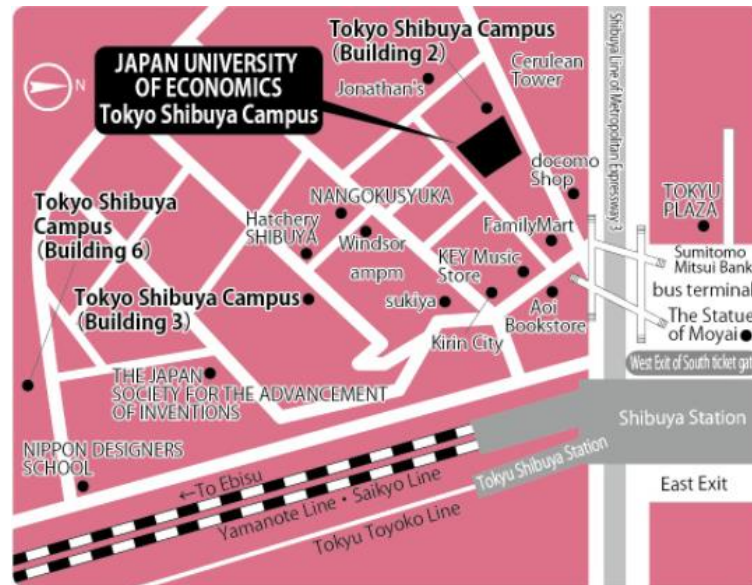 Tokyo Shibuya Campus
(Building 2)
JAPAN UNIVERSITY
OF ECONOMICS
Tokyo Shibuya Campus
Jonathan's
Cerulean
Tower
Shibuya Line of Metropolitan Expressway 3
N
docomo
Shop
TOKYU
PLAZA
Tokyo Shibuya
Campus
(Building 6)
NANGOKUSYUKA
Hatchery
SHIBUYA
Windsor
FamilyMart
KEY Music
Store
Sumitomo
Mitsui Bank
ampm
bus terminal
Tokyo Shibuya Campus
(Building 3)
sukiya
Aoi
Bookstore
The Statue
of Moyai
Kirin City
West Exit of South ticket gat
THE JAPAN
SOCIETY FOR THE ADVANCEMENT
OF INVENTIONS
Shibuya Station
NIPPON DESIGNERS
SCHOOL
Tokyu Shibuya Station
←To Ebisu
East Exit
Yamanote Line・Saikyo Line
Tokyu Toyoko Line